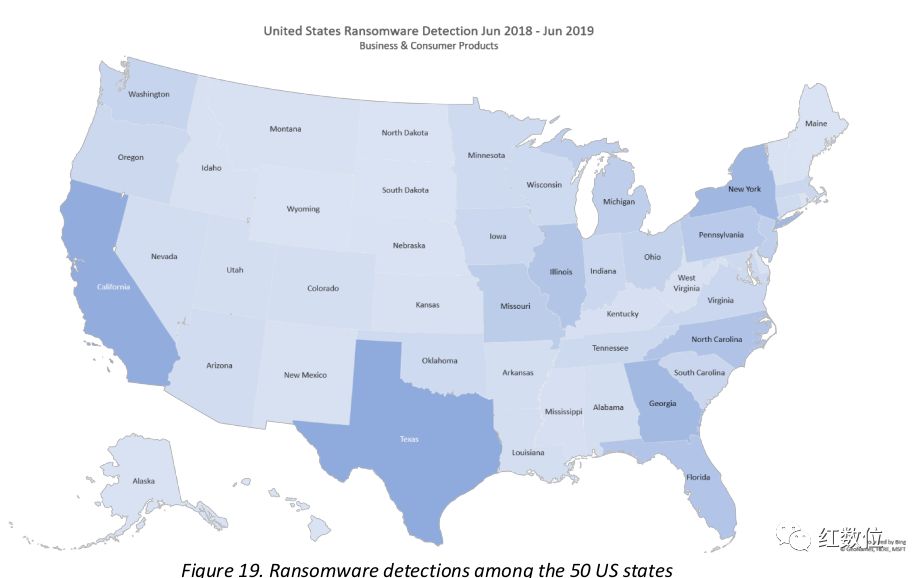 United States Ransomware Detection Jun 2018 - Jun 2019
Business & Consumer Products
Washington
Montana
North Dakota
Minnesota
Maine
Oregon
Idaho
Wisconsin
South Dakota
Michigan
New York
Wyoming
Iowa
Pennsylvania
Nebraska
Nevada
Utah
Illinois
Indiana
Ohio
California
Colorado
West
Virginia
Virginia
Kansas
Missouri
Kentucky
North Carolina
Tennessee
Arizona
New Mexico
Oklahoma
Arkansas
South Carolina
Mississippi
Alabama
Georgia
Texas
Louisiana
Florida
Alaska
红数位
by Bing
MSFT
Figure 19. Ransomware detections among the 50 US states